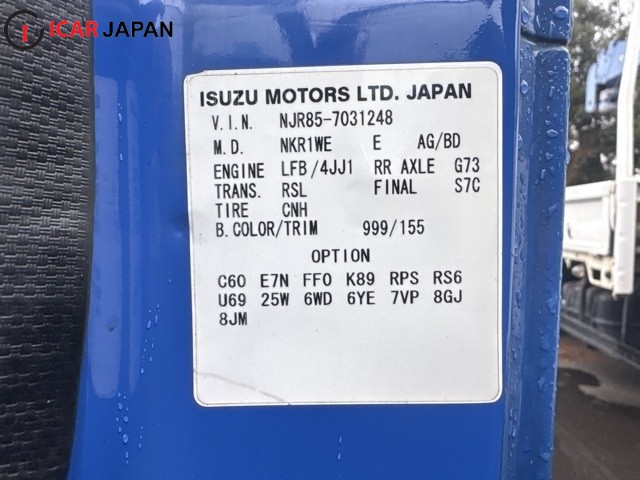 ICAR JAPAN
ISUZU MOTORS LTD. JAPAN
V.I.N. NJR85-7031248
M.D. NKR1WE E AG/BD
ENGINE LFB/4JJ1 RR AXLE G73
TRANS. RSL FINAL S7C
TIRE CNH
B.COLOR/TRIM 999/155
OPTION
C60 E7N FF0 K89 RPS RS6
U69 25W 6WD 6YE 7VP 8GJ
8JM